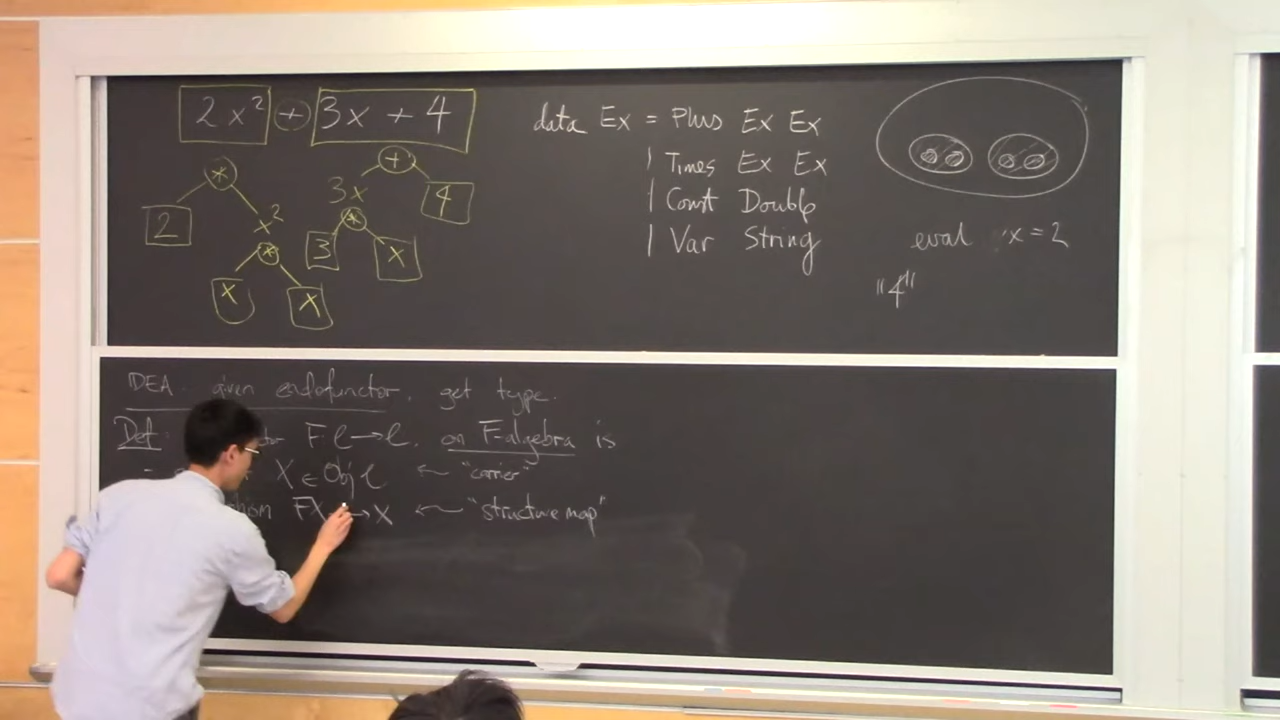 2x² + 3x + 4
*
+
2
x²
3x
4
*
*
3
x
x
x
data Ex = Plus Ex Ex
| Times Ex Ex
| Const Double
| Var String
eval x=2
"4"
IDEA. given endofunctor, get type.
Def: F C→C, an F-algebra is
X ∈ Obj C ← "carrier"
FX → X ← "structure map"